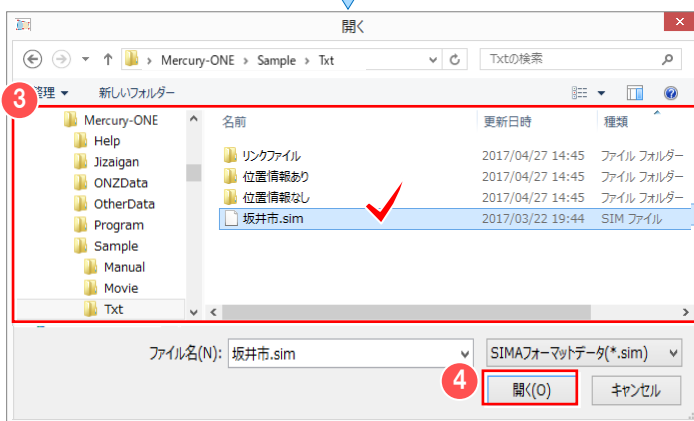 開く
Mercury-ONE > Sample > Txt
Txtの検索
3
整理 新しいフォルダー
Mercury-ONE
Help
Jizaigan
ONZData
OtherData
Program
Sample
Manual
Movie
Txt
名前 更新日時 種類
リンクファイル 2017/04/27 14:45 ファイル フォルダー
位置情報あり 2017/04/27 14:45 ファイル フォルダー
位置情報なし 2017/04/27 14:45 ファイル フォルダー
坂井市.sim 2017/03/22 19:44 SIM ファイル
ファイル名(N): 坂井市.sim SIMAフォーマットデータ(*.sim)
4
開く(O) キャンセル